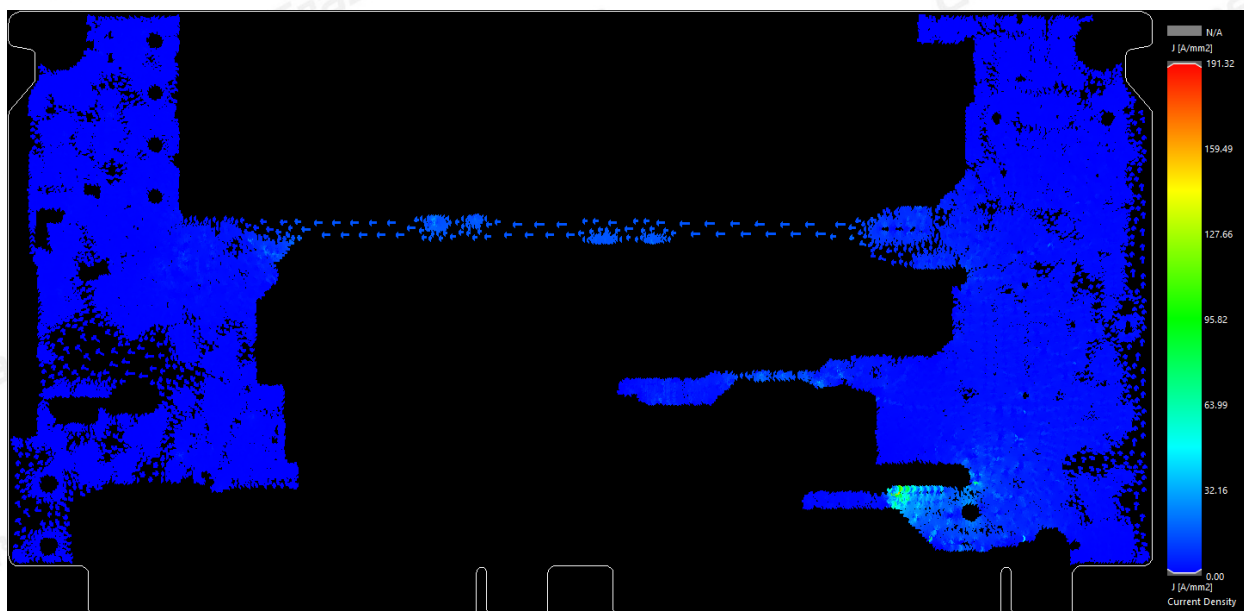 N/A
J [A/mm2]
191.32
159.49
127.66
95.82
63.99
32.16
0.00
J [A/mm2]
Current Density